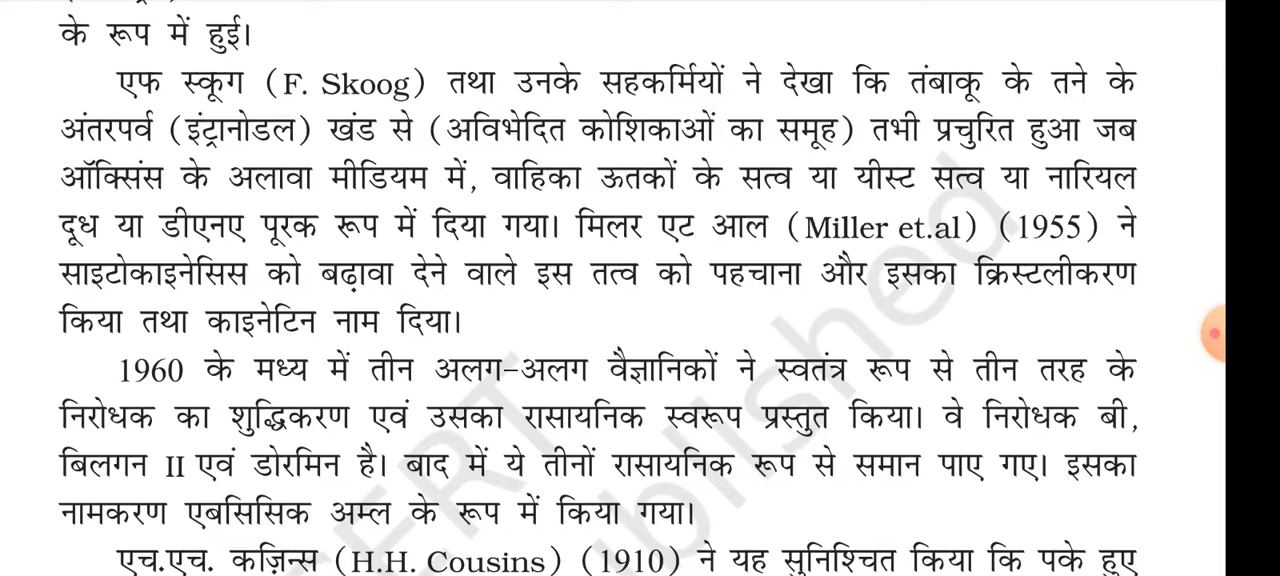 के रूप में हुई।
एफ स्कूग (F. Skoog) तथा उनके सहकर्मियों ने देखा कि तंबाकू के तने के
अंतरपर्व (इंट्रानोडल) खंड से (अविभेदित कोशिकाओं का समूह) तभी प्रचुरित हुआ जब
ऑक्सिंस के अलावा मीडियम में, वाहिका ऊतकों के सत्व या यीस्ट सत्व या नारियल
दूध या डीएनए पूरक रूप में दिया गया। मिलर एट आल (Miller et.al) (1955) ने
साइटोकाइनेसिस को बढ़ावा देने वाले इस तत्व को पहचाना और इसका क्रिस्टलीकरण
किया तथा काइनेटिन नाम दिया।
1960 के मध्य में तीन अलग-अलग वैज्ञानिकों ने स्वतंत्र रूप से तीन तरह के
निरोधक का शुद्धिकरण एवं उसका रासायनिक स्वरूप प्रस्तुत किया। वे निरोधक बी,
बिलगन II एवं डोरमिन है। बाद में ये तीनों रासायनिक रूप से समान पाए गए। इसका
नामकरण एबसिसिक अम्ल के रूप में किया गया।
एच.एच. कज़िन्स (H.H. Cousins) (1910) ने यह सुनिश्चित किया कि पके हुए